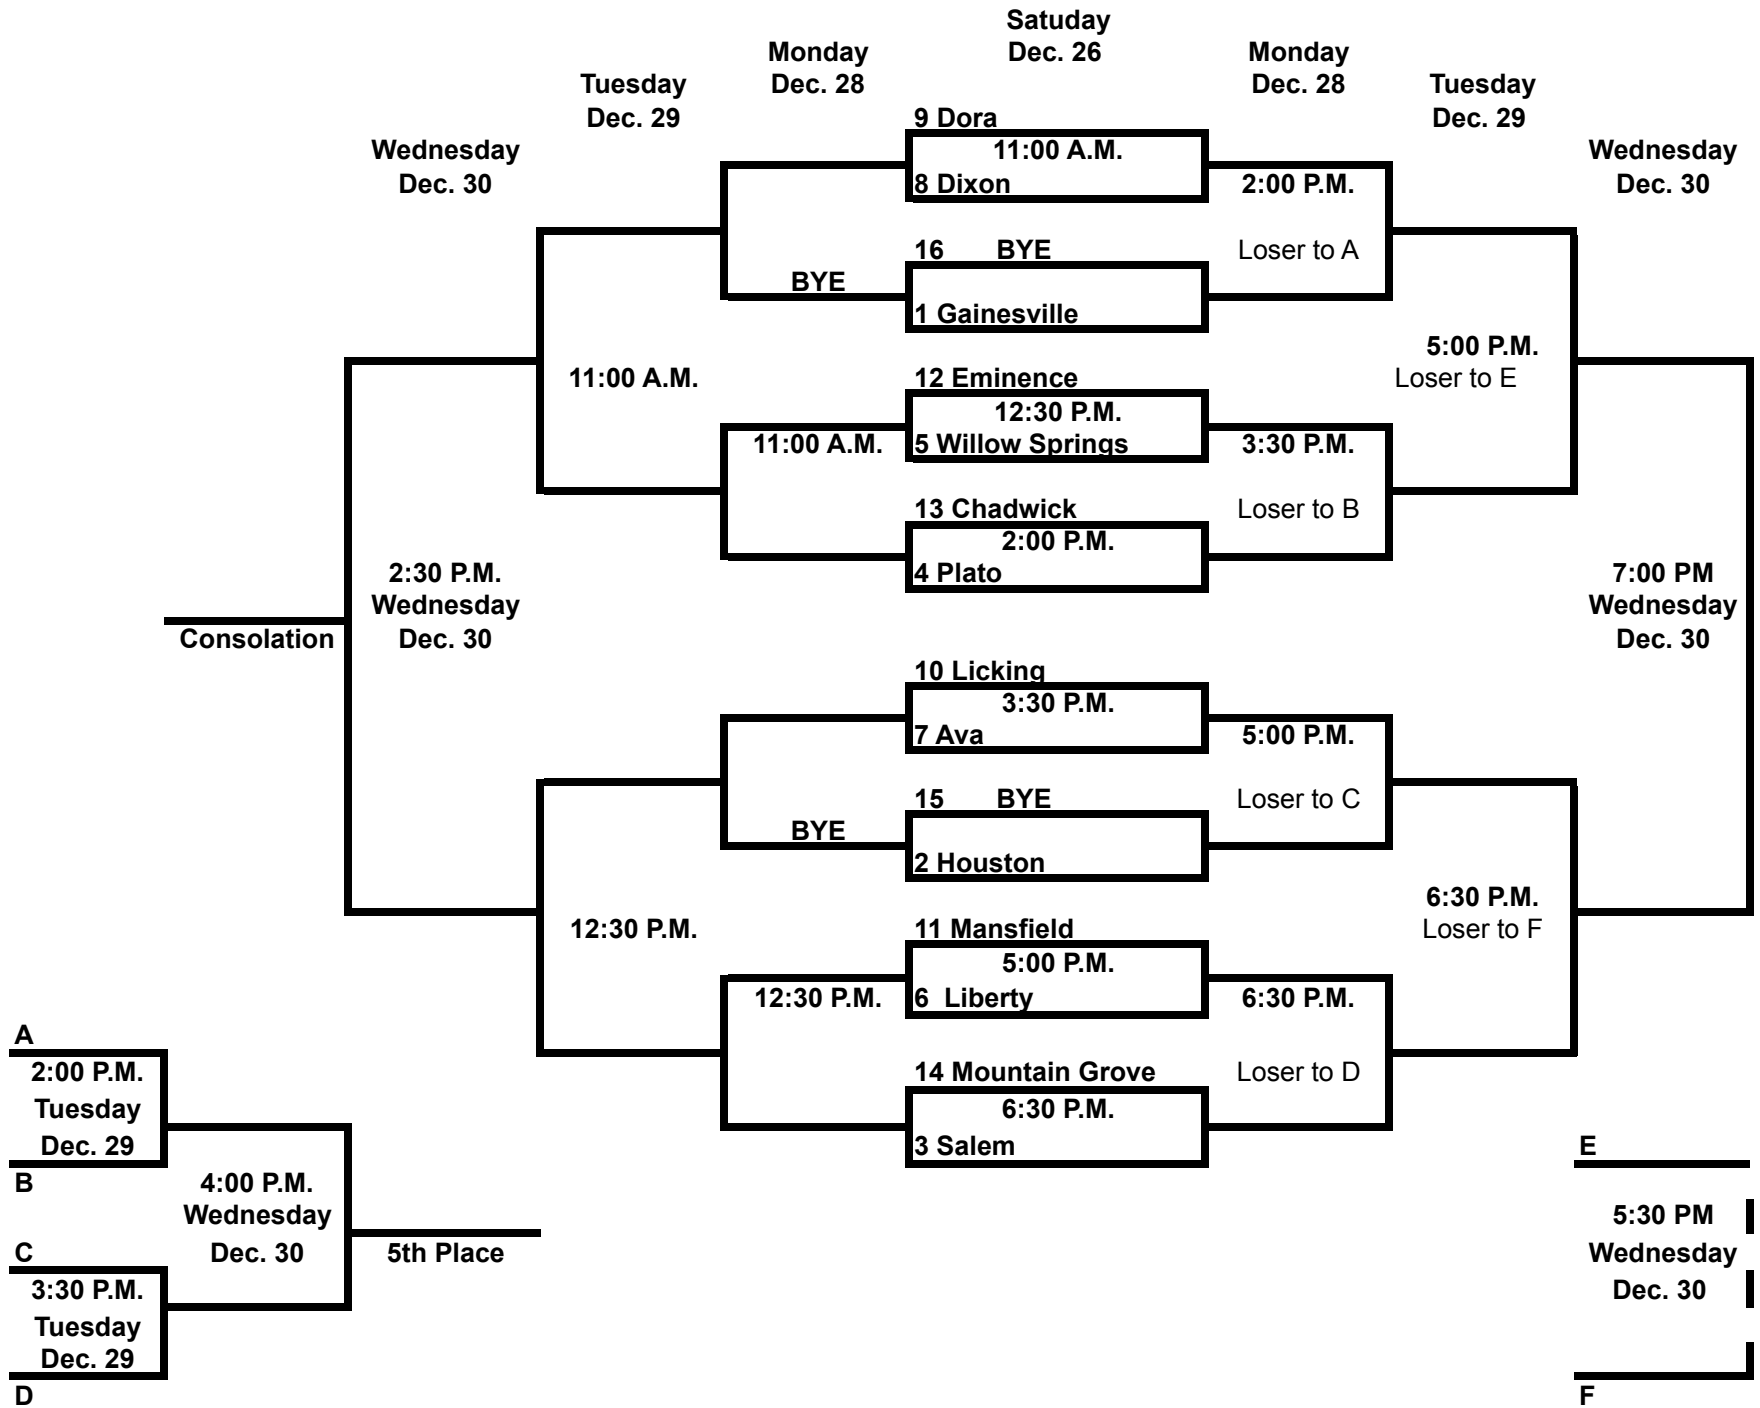 Satuday
Dec. 26
Monday
Dec. 28
Monday
Dec. 28
Tuesday
Dec. 29
Tuesday
Dec. 29
Wednesday
Dec. 30
Wednesday
Dec. 30
9 Dora
11:00 A.M.
8 Dixon
2:00 P.M.
16 BYE
Loser to A
BYE
1 Gainesville
5:00 P.M.
Loser to E
11:00 A.M.
12 Eminence
12:30 P.M.
11:00 A.M.
5 Willow Springs
3:30 P.M.
13 Chadwick
Loser to B
2:00 P.M.
4 Plato
2:30 P.M.
Wednesday
Dec. 30
7:00 PM
Wednesday
Dec. 30
Consolation
10 Licking
3:30 P.M.
7 Ava
5:00 P.M.
15 BYE
Loser to C
BYE
2 Houston
6:30 P.M.
Loser to F
12:30 P.M.
11 Mansfield
5:00 P.M.
12:30 P.M.
6 Liberty
6:30 P.M.
14 Mountain Grove
Loser to D
6:30 P.M.
3 Salem
A
2:00 P.M.
Tuesday
Dec. 29
B
4:00 P.M.
Wednesday
Dec. 30
5th Place
C
3:30 P.M.
Tuesday
Dec. 29
D
E
5:30 PM
Wednesday
Dec. 30
F